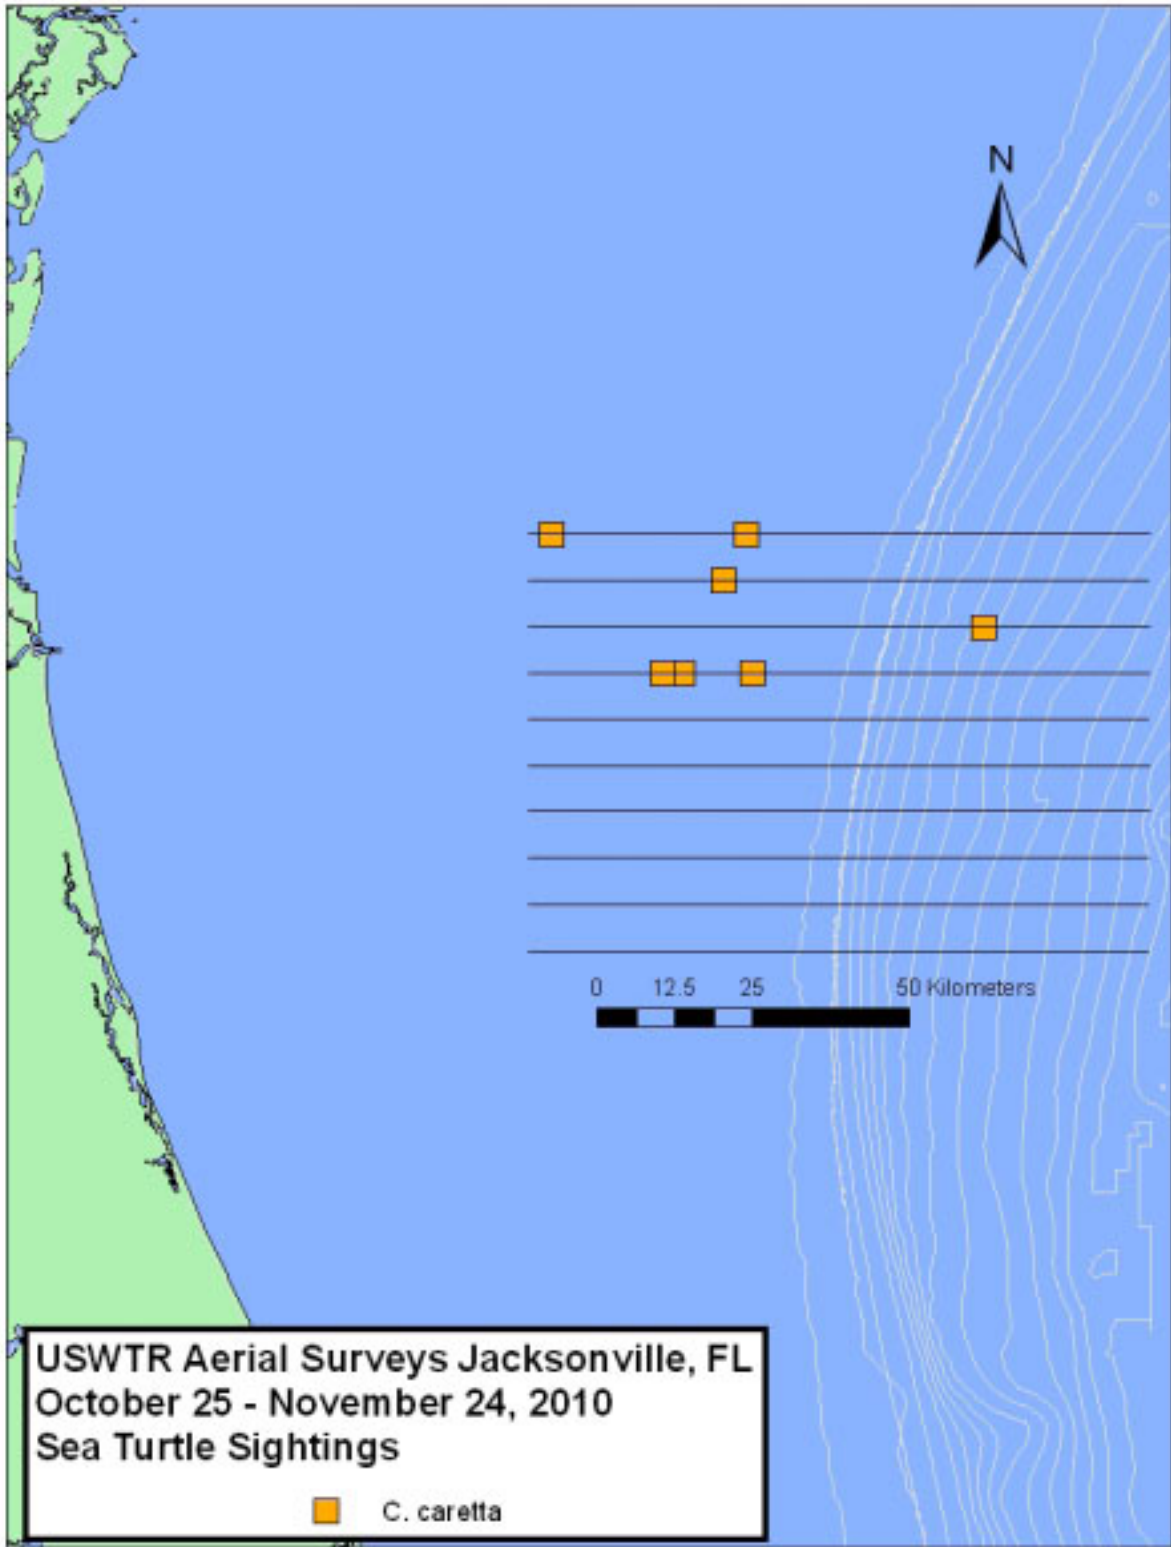 N
0 12.5 25 50 Kilometers
USWTR Aerial Surveys Jacksonville, FL
October 25 - November 24, 2010
Sea Turtle Sightings
C. caretta